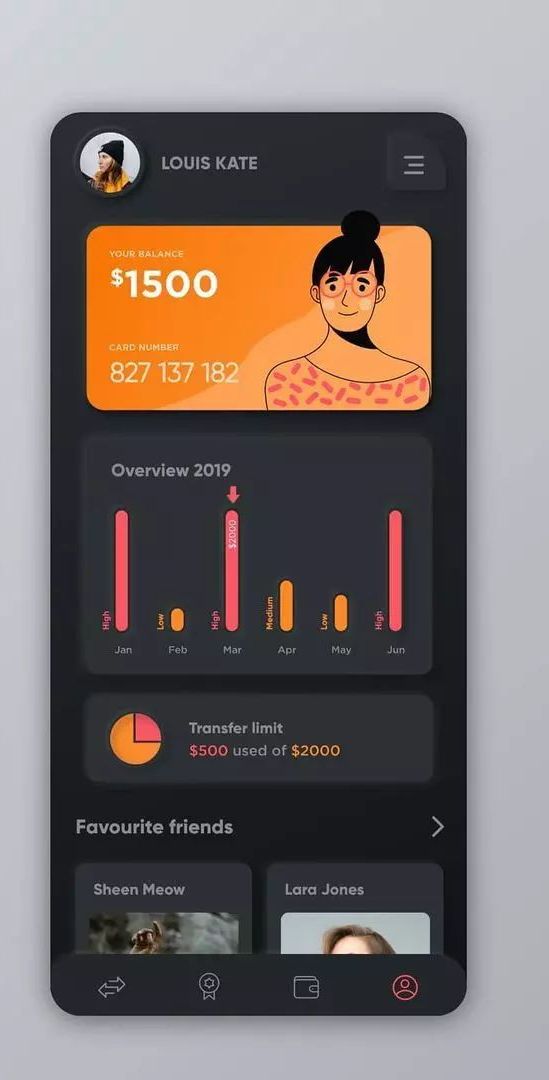 LOUIS KATE
YOUR BALANCE
$1500
CARD NUMBER
827 137 182
Overview 2019
High
Low
High
$2000
Medium
Low
High
Jan
Feb
Mar
Apr
May
Jun
Transfer limit
$500 used of $2000
Favourite friends
Sheen Meow
Lara Jones